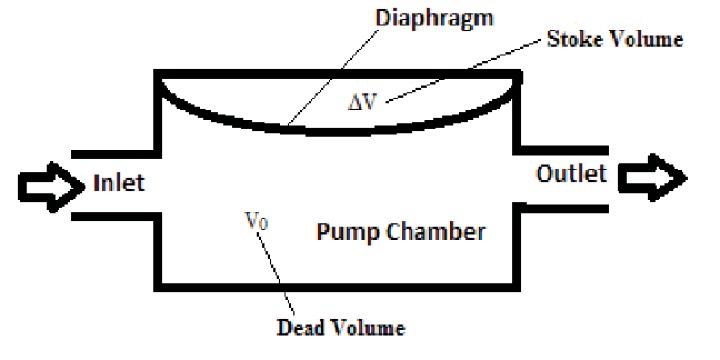 Diaphragm
Stoke Volume
ΔV
Inlet
Outlet
V0
Pump Chamber
Dead Volume